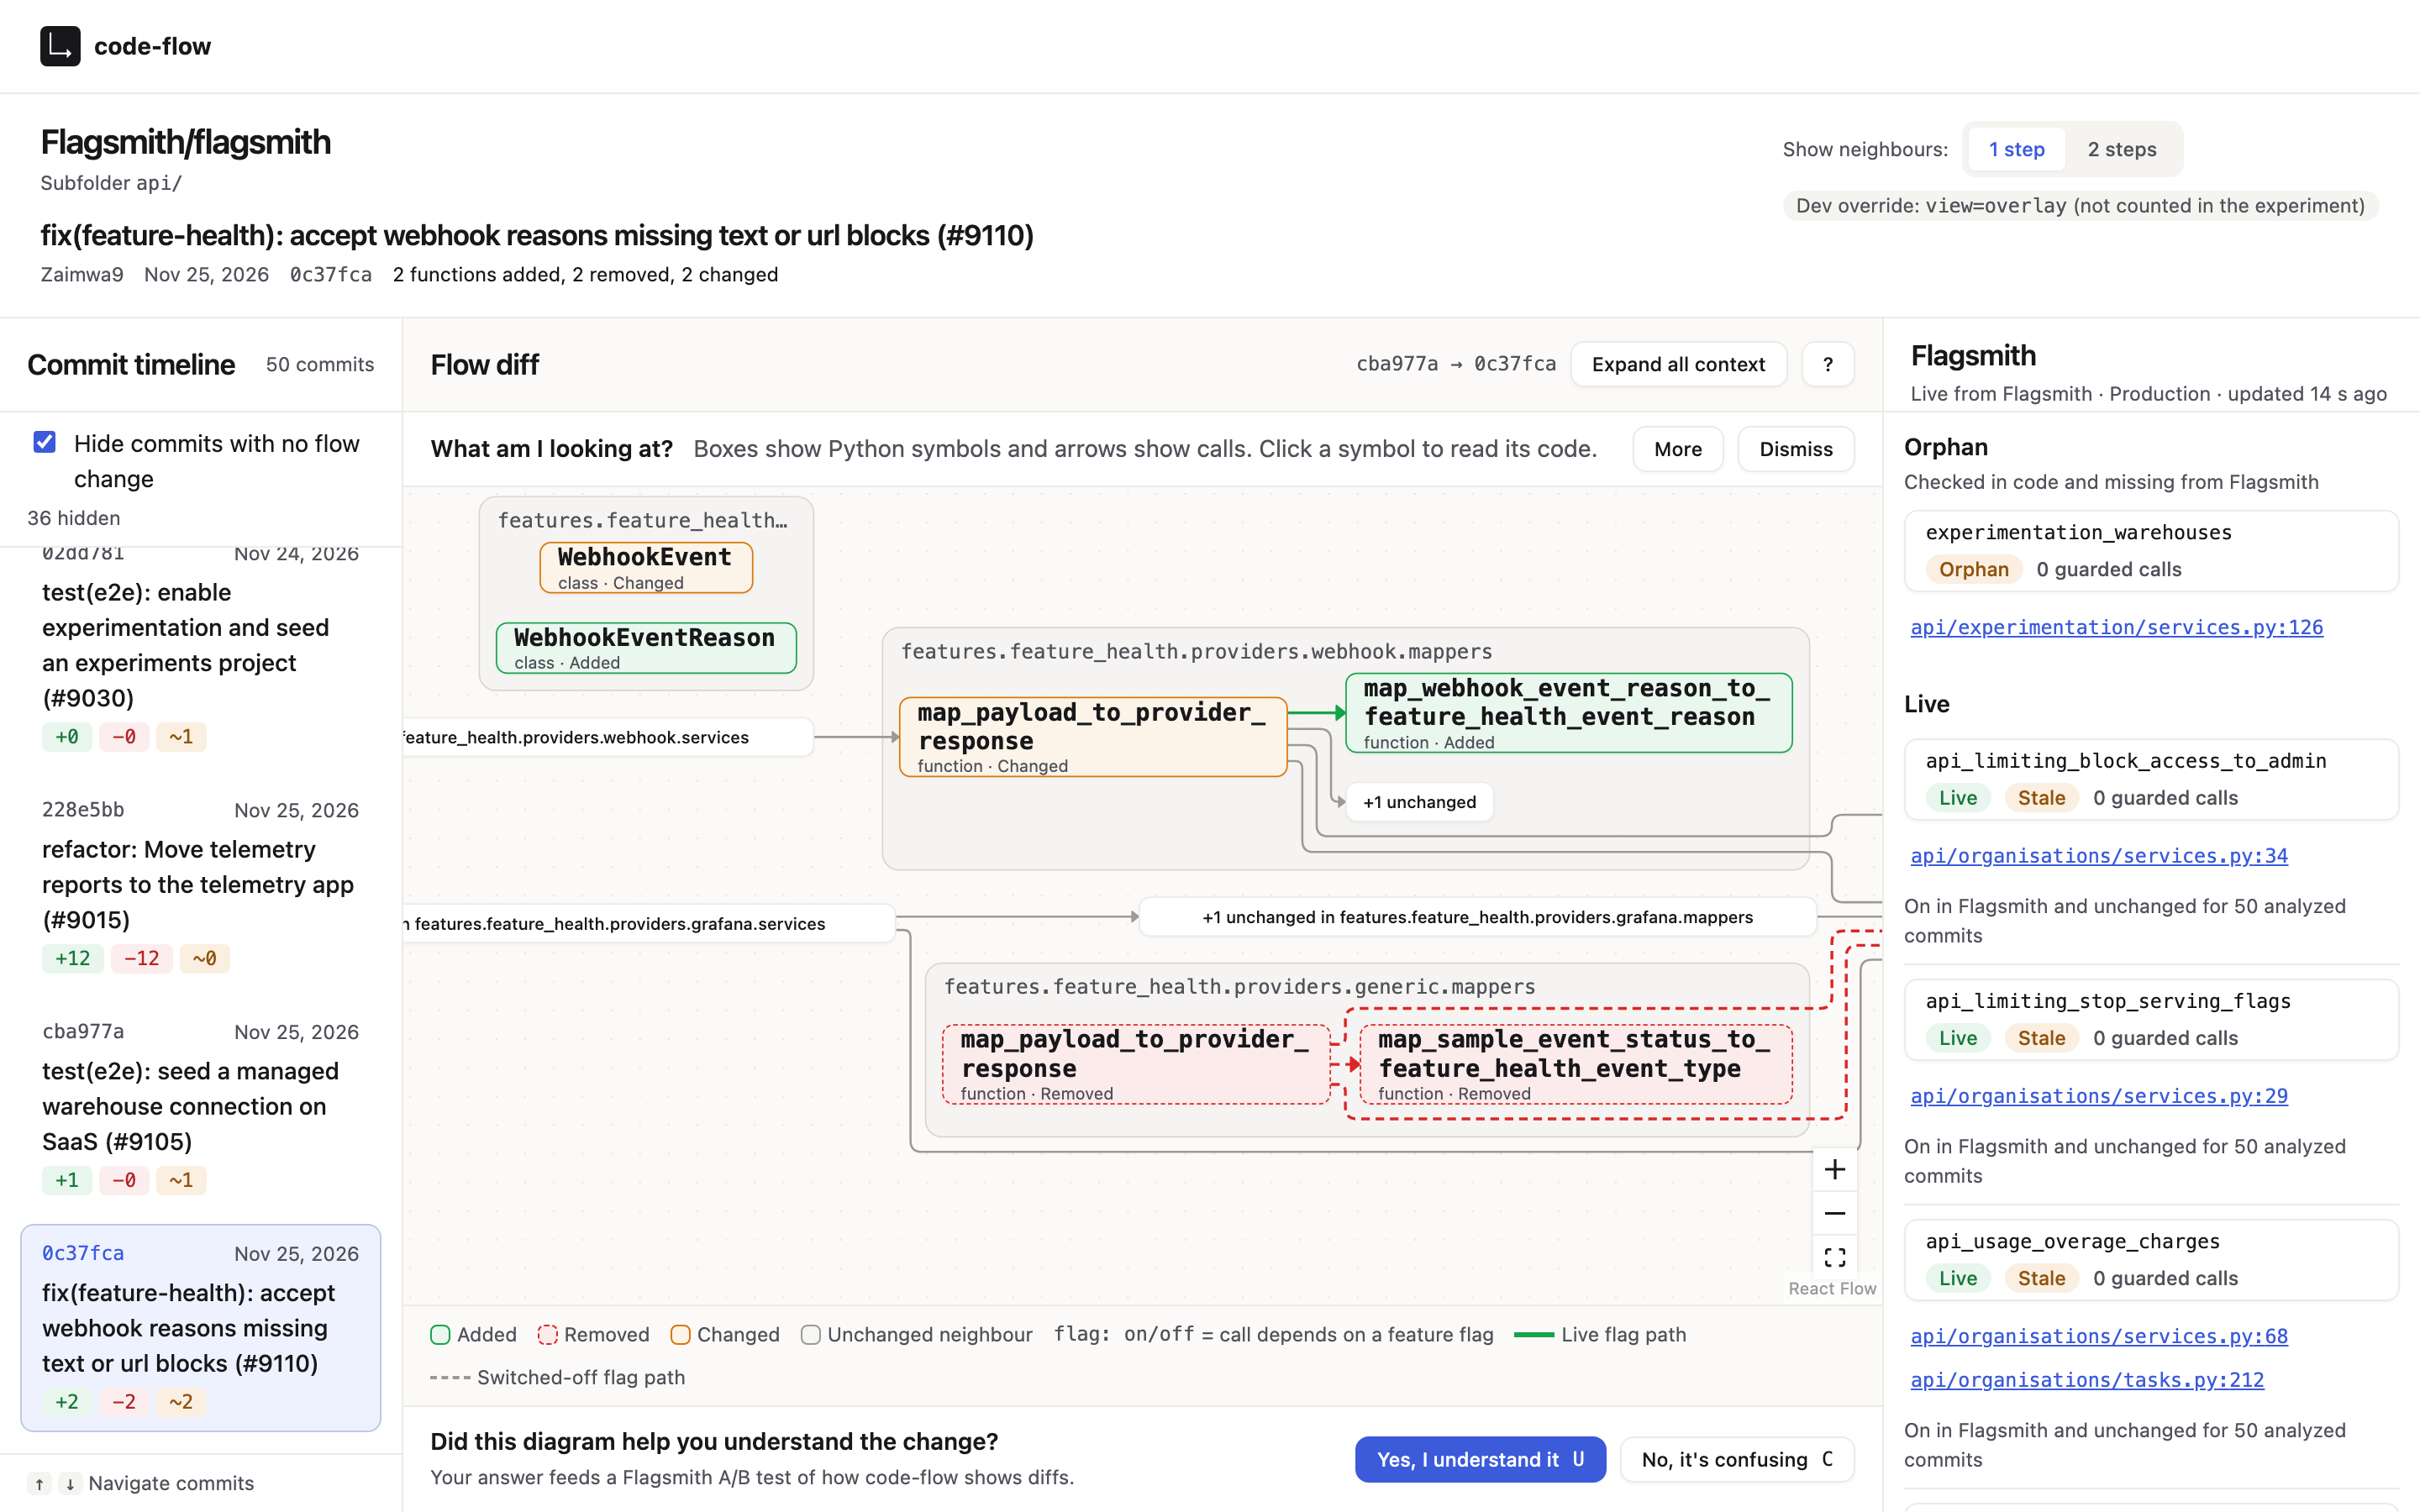 code-flow
Flagsmith/flagsmith
Subfolder api/
fix(feature-health): accept webhook reasons missing text or url blocks (#9110)
Zaimwa9 Nov 25, 2026 0c37fca 2 functions added, 2 removed, 2 changed
Show neighbours: 1 step 2 steps
Dev override: view=overlay (not counted in the experiment)
Commit timeline 50 commits
Hide commits with no flow
change
36 hidden
02dd781 Nov 24, 2026
test(e2e): enable
experimentation and seed
an experiments project
(#9030)
+0 −0 ~1
228e5bb Nov 25, 2026
refactor: Move telemetry
reports to the telemetry app
(#9015)
+12 −12 ~0
cba977a Nov 25, 2026
test(e2e): seed a managed
warehouse connection on
SaaS (#9105)
+1 −0 ~1
0c37fca Nov 25, 2026
fix(feature-health): accept
webhook reasons missing
text or url blocks (#9110)
+2 −2 ~2
↑ ↓ Navigate commits
Flow diff
cba977a → 0c37fca Expand all context ?
What am I looking at? Boxes show Python symbols and arrows show calls. Click a symbol to read its code. More Dismiss
features.feature_health…
WebhookEvent
class · Changed
WebhookEventReason
class · Added
feature_health.providers.webhook.services
features.feature_health.providers.webhook.mappers
map_payload_to_provider_
response
function · Changed
map_webhook_event_reason_to_
feature_health_event_reason
function · Added
+1 unchanged
features.feature_health.providers.grafana.services
+1 unchanged in features.feature_health.providers.grafana.mappers
features.feature_health.providers.generic.mappers
map_payload_to_provider_
response
function · Removed
map_sample_event_status_to_
feature_health_event_type
function · Removed
React Flow
Added Removed Changed Unchanged neighbour flag: on/off = call depends on a feature flag Live flag path
Switched-off flag path
Did this diagram help you understand the change?
Your answer feeds a Flagsmith A/B test of how code-flow shows diffs.
Yes, I understand it U
No, it's confusing C
Flagsmith
Live from Flagsmith · Production · updated 14 s ago
Orphan
Checked in code and missing from Flagsmith
experimentation_warehouses
Orphan 0 guarded calls
api/experimentation/services.py:126
Live
api_limiting_block_access_to_admin
Live Stale 0 guarded calls
api/organisations/services.py:34
On in Flagsmith and unchanged for 50 analyzed
commits
api_limiting_stop_serving_flags
Live Stale 0 guarded calls
api/organisations/services.py:29
On in Flagsmith and unchanged for 50 analyzed
commits
api_usage_overage_charges
Live Stale 0 guarded calls
api/organisations/services.py:68
api/organisations/tasks.py:212
On in Flagsmith and unchanged for 50 analyzed
commits